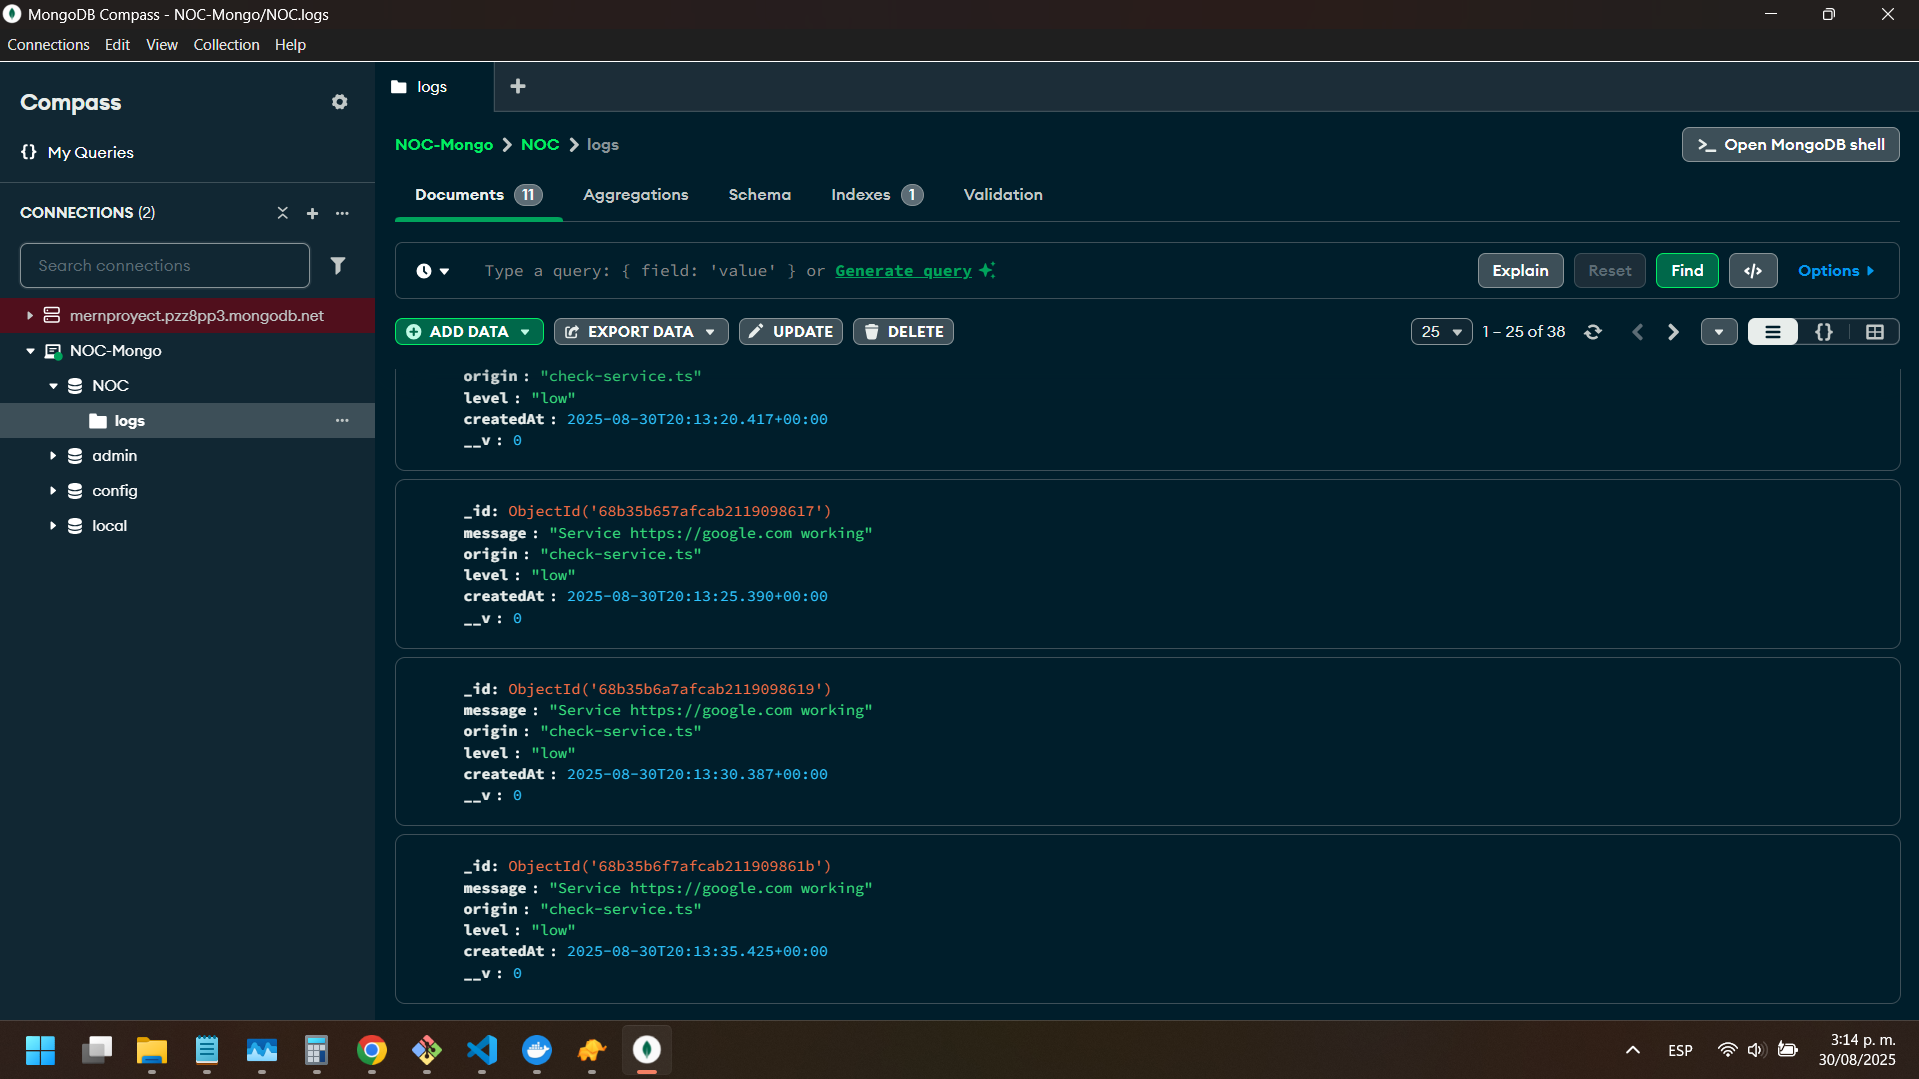 MongoDB Compass - NOC-Mongo/NOC.logs
Connections Edit View Collection Help
Compass
{} My Queries
CONNECTIONS (2)
Search connections
mernproyect.pzz8pp3.mongodb.net
NOC-Mongo
NOC
logs
admin
config
local
logs
NOC-Mongo > NOC > logs
>_ Open MongoDB shell
Documents 11 Aggregations Schema Indexes 1 Validation
Type a query: { field: 'value' } or Generate query
Explain Reset Find </> Options
ADD DATA EXPORT DATA UPDATE DELETE
25 1 – 25 of 38 {}
origin : "check-service.ts"
level : "low"
createdAt : 2025-08-30T20:13:20.417+00:00
__v : 0
_id: ObjectId('68b35b657afcab2119098617')
message : "Service https://google.com working"
origin : "check-service.ts"
level : "low"
createdAt : 2025-08-30T20:13:25.390+00:00
__v : 0
_id: ObjectId('68b35b6a7afcab2119098619')
message : "Service https://google.com working"
origin : "check-service.ts"
level : "low"
createdAt : 2025-08-30T20:13:30.387+00:00
__v : 0
_id: ObjectId('68b35b6f7afcab211909861b')
message : "Service https://google.com working"
origin : "check-service.ts"
level : "low"
createdAt : 2025-08-30T20:13:35.425+00:00
__v : 0
ESP
3:14 p. m.
30/08/2025